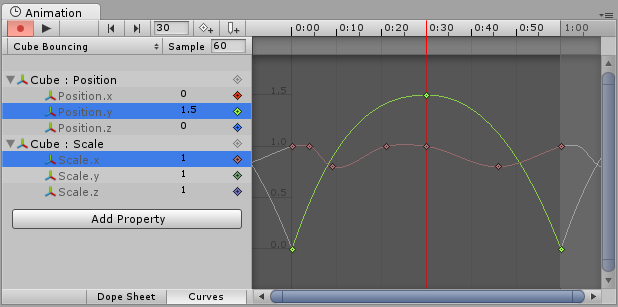 Animation
30 0:00 0:10 0:20 0:30 0:40 0:50 1:00
Cube Bouncing Sample 60
Cube : Position
Position.x 0
Position.y 1.5
Position.z 0
Cube : Scale
Scale.x 1
Scale.y 1
Scale.z 1
Add Property
1.5
1.0
0.5
0.0
Dope Sheet Curves